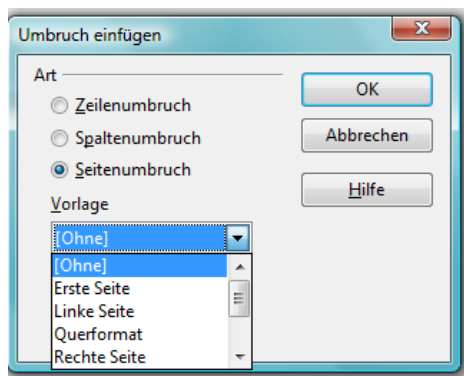 Umbruch einfügen
Art
Zeilenumbruch
Spaltenumbruch
Seitenumbruch
Vorlage
[Ohne]
[Ohne]
Erste Seite
Linke Seite
Querformat
Rechte Seite
OK
Abbrechen
Hilfe